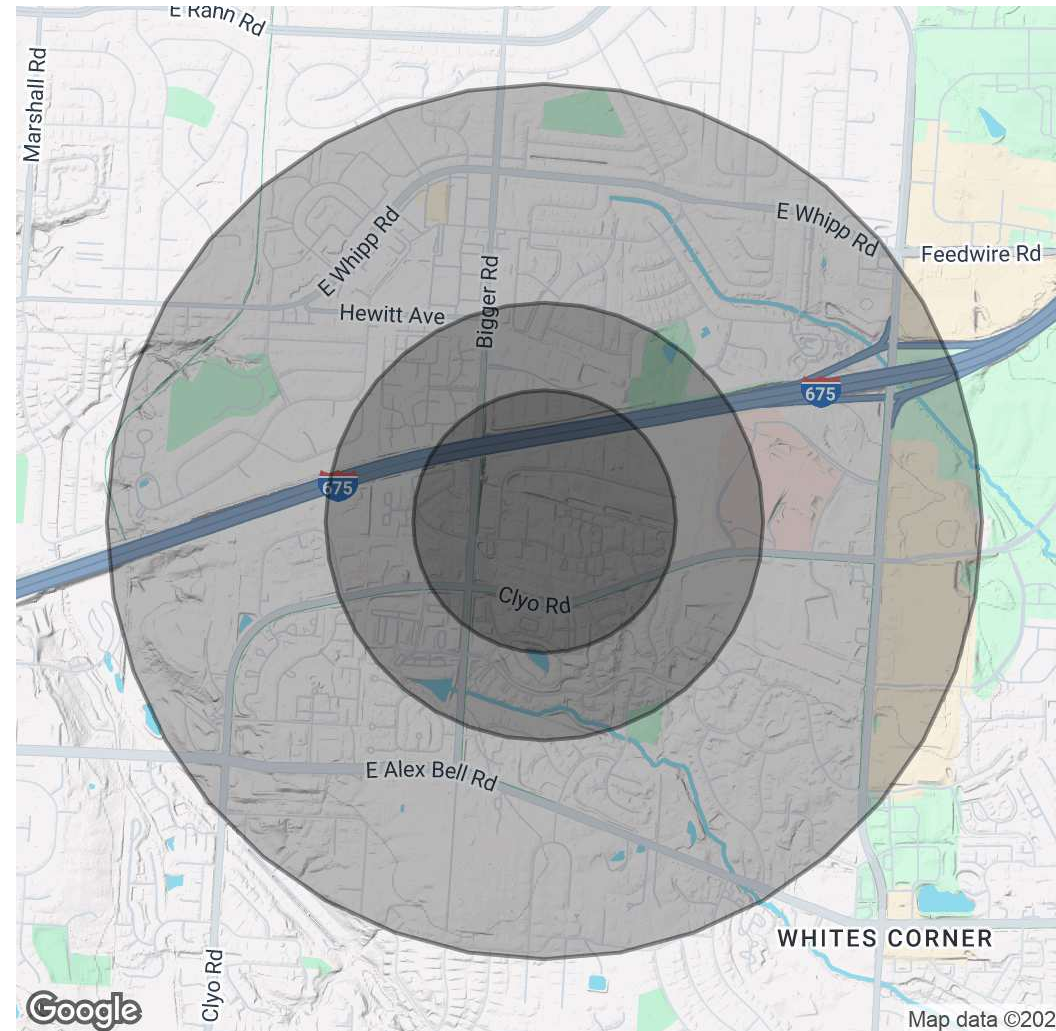 E Rahn Rd
Marshall Rd
E Whipp Rd
E Whipp Rd
Feedwire Rd
Bigger Rd
Hewitt Ave
675
675
Clyo Rd
E Alex Bell Rd
WHITES CORNER
Clyo Rd
Google
Map data ©202